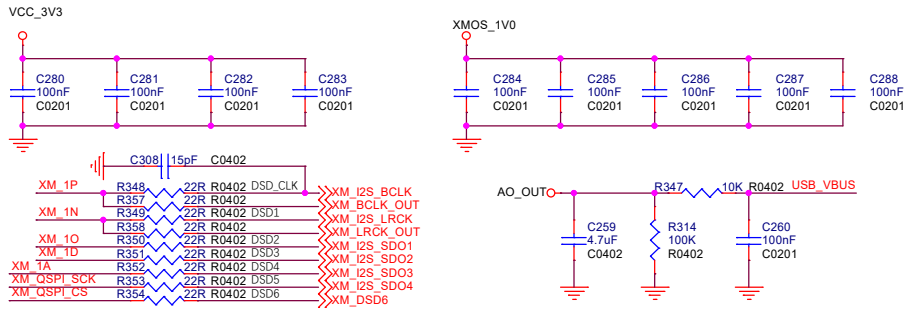 VCC_3V3
XMOS_1V0
C280
100nF
C0201
C281
100nF
C0201
C282
100nF
C0201
C283
100nF
C0201
C284
100nF
C0201
C285
100nF
C0201
C286
100nF
C0201
C287
100nF
C0201
C288
100nF
C0201
C308 15pF C0402
XM_1P R348 22R R0402 DSD_CLK XM_I2S_BCLK
R357 22R R0402 XM_BCLK_OUT
XM_1N R349 22R R0402 DSD1 XM_I2S_LRCK
R358 22R R0402 XM_LRCK_OUT
XM_1O R350 22R R0402 DSD2 XM_I2S_SDO1
XM_1D R351 22R R0402 DSD3 XM_I2S_SDO2
XM_1A R352 22R R0402 DSD4 XM_I2S_SDO3
XM_QSPI_SCK R353 22R R0402 DSD5 XM_I2S_SDO4
XM_QSPI_CS R354 22R R0402 DSD6 XM_DSD6
AO_OUT R347 10K R0402 USB_VBUS
C259
4.7uF
C0402
R314
100K
R0402
C260
100nF
C0201